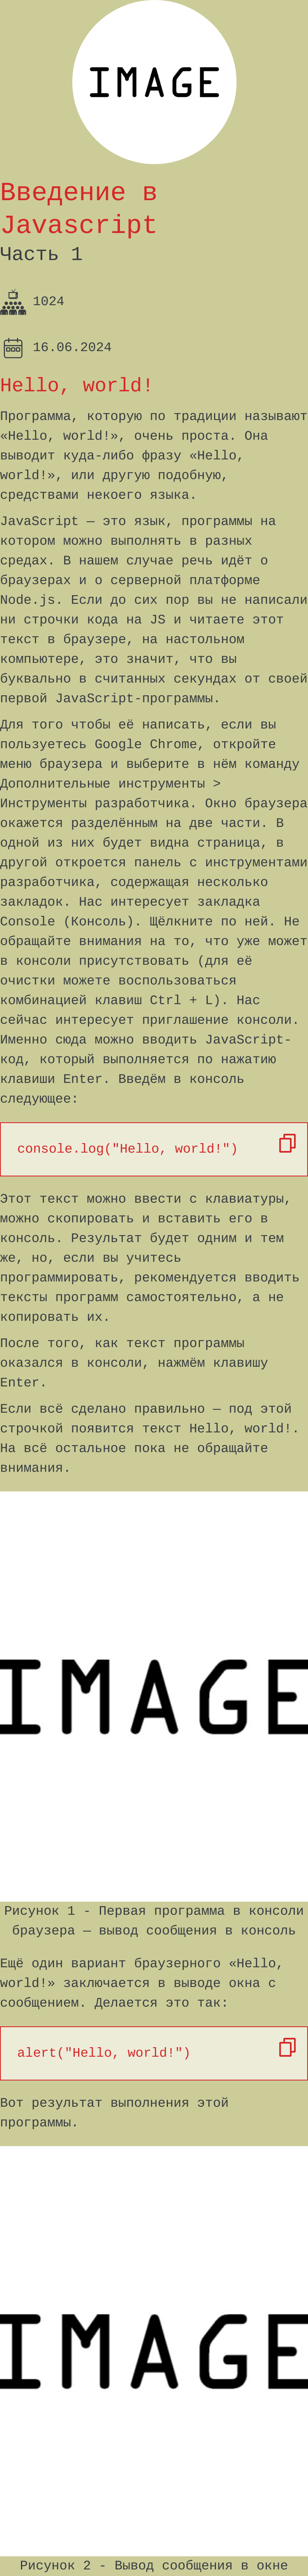 IMAGE
Введение в
Javascript
Часть 1
1024
16.06.2024
Hello, world!
Программа, которую по традиции называют
«Hello, world!», очень проста. Она
выводит куда-либо фразу «Hello,
world!», или другую подобную,
средствами некоего языка.
JavaScript — это язык, программы на
котором можно выполнять в разных
средах. В нашем случае речь идёт о
браузерах и о серверной платформе
Node.js. Если до сих пор вы не написали
ни строчки кода на JS и читаете этот
текст в браузере, на настольном
компьютере, это значит, что вы
буквально в считанных секундах от своей
первой JavaScript-программы.
Для того чтобы её написать, если вы
пользуетесь Google Chrome, откройте
меню браузера и выберите в нём команду
Дополнительные инструменты >
Инструменты разработчика. Окно браузера
окажется разделённым на две части. В
одной из них будет видна страница, в
другой откроется панель с инструментами
разработчика, содержащая несколько
закладок. Нас интересует закладка
Console (Консоль). Щёлкните по ней. Не
обращайте внимания на то, что уже может
в консоли присутствовать (для её
очистки можете воспользоваться
комбинацией клавиш Ctrl + L). Нас
сейчас интересует приглашение консоли.
Именно сюда можно вводить JavaScript-
код, который выполняется по нажатию
клавиши Enter. Введём в консоль
следующее:
console.log("Hello, world!")
Этот текст можно ввести с клавиатуры,
можно скопировать и вставить его в
консоль. Результат будет одним и тем
же, но, если вы учитесь
программировать, рекомендуется вводить
тексты программ самостоятельно, а не
копировать их.
После того, как текст программы
оказался в консоли, нажмём клавишу
Enter.
Если всё сделано правильно — под этой
строчкой появится текст Hello, world!.
На всё остальное пока не обращайте
внимания.
IMAGE
Рисунок 1 - Первая программа в консоли
браузера — вывод сообщения в консоль
Ещё один вариант браузерного «Hello,
world!» заключается в выводе окна с
сообщением. Делается это так:
alert("Hello, world!")
Вот результат выполнения этой
программы.
IMAGE
Рисунок 2 - Вывод сообщения в окне